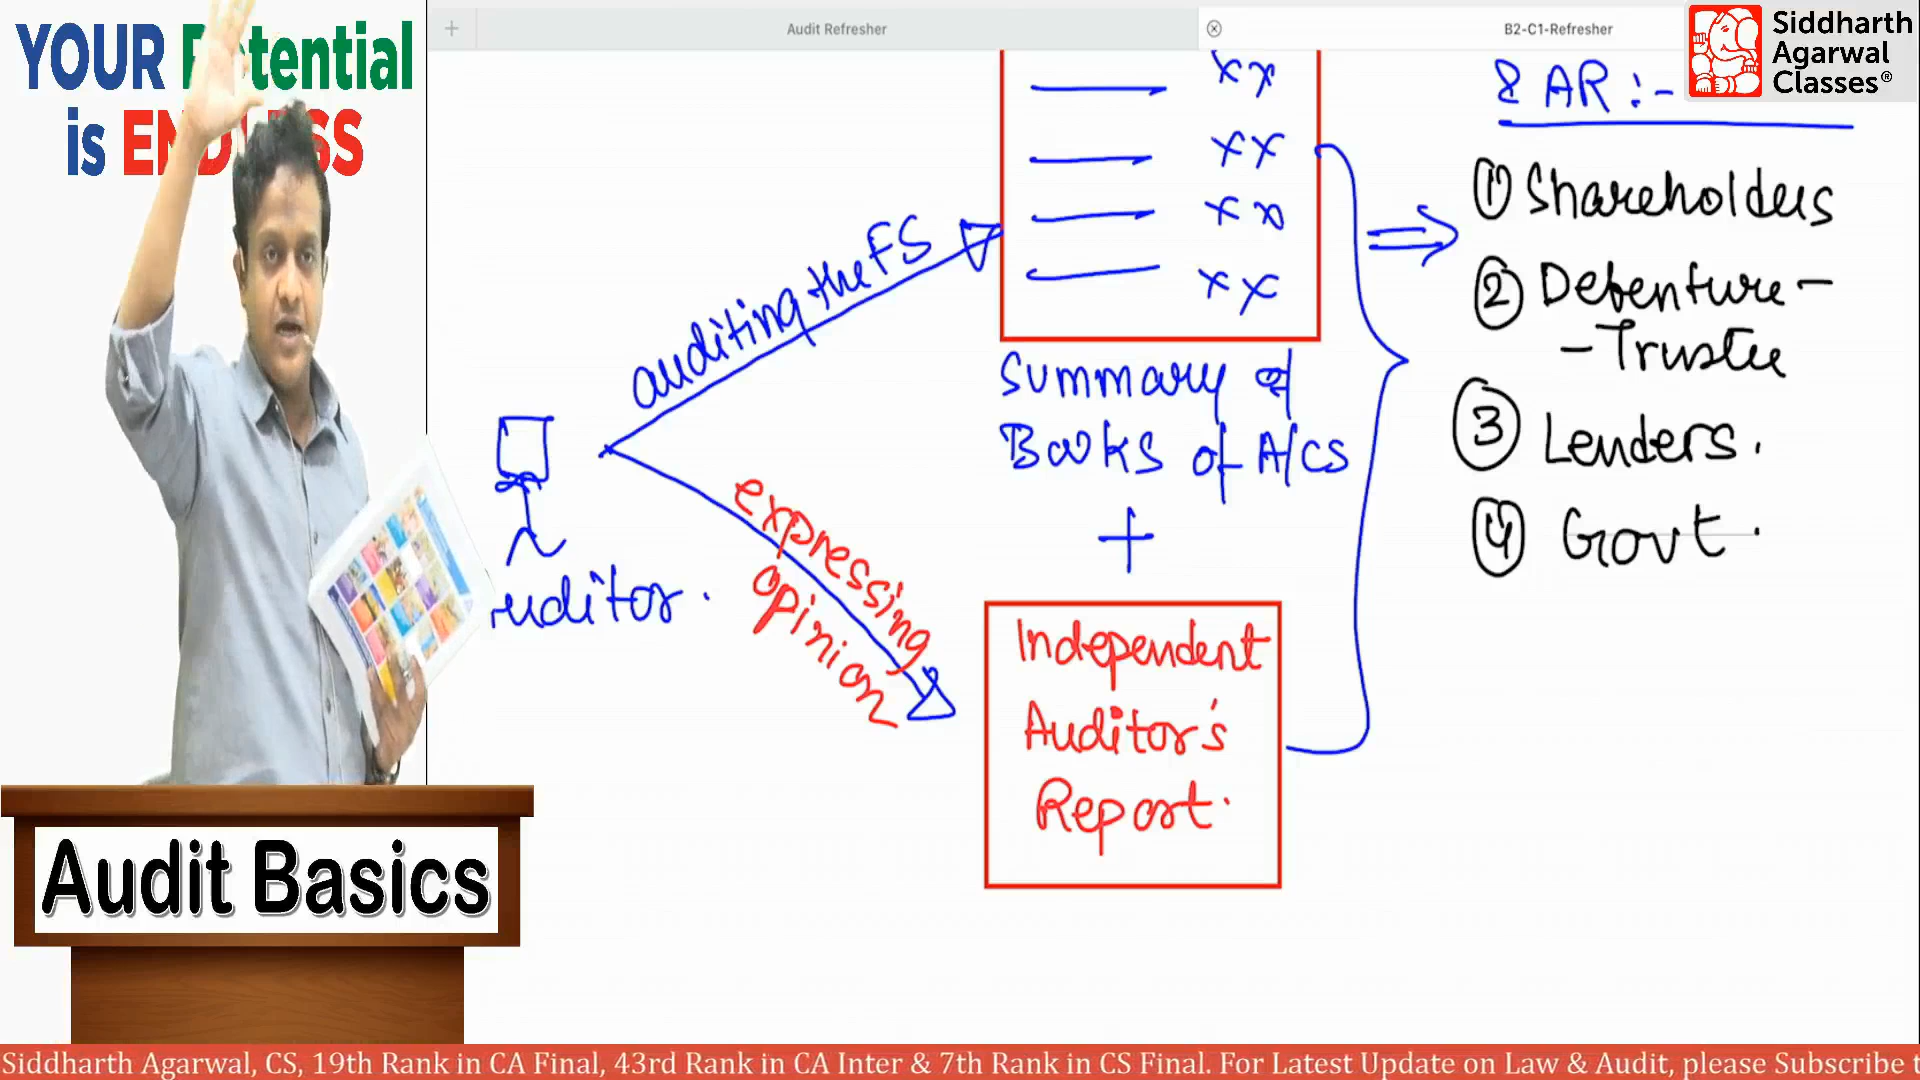 YOUR Potential
is ENDLESS
Audit Refresher
B2-C1-Refresher
Siddharth
Agarwal
Classes®
& AR :-
① Shareholders
② Debenture -
- Trustee
③ Lenders.
④ Govt.
xx
xx
xx
xx
auditing the FS
Summary of
Books of A/CS
+
expressing
opinion
uditor.
Independent
Auditor's
Report.
Audit Basics
Siddharth Agarwal, CS, 19th Rank in CA Final, 43rd Rank in CA Inter & 7th Rank in CS Final. For Latest Update on Law & Audit, please Subscribe t